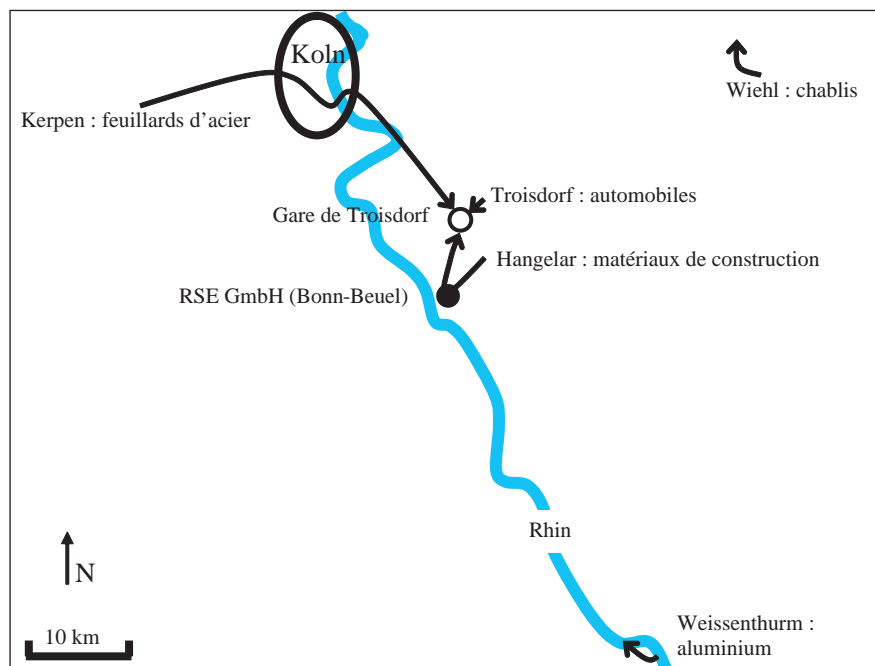 Koln
Wiehl : chablis
Kerpen : feuillards d'acier
Troisdorf : automobiles
Gare de Troisdorf
Hangelar : matériaux de construction
RSE GmbH (Bonn-Beuel)
Rhin
N
Weissenthurm :
aluminium
10 km